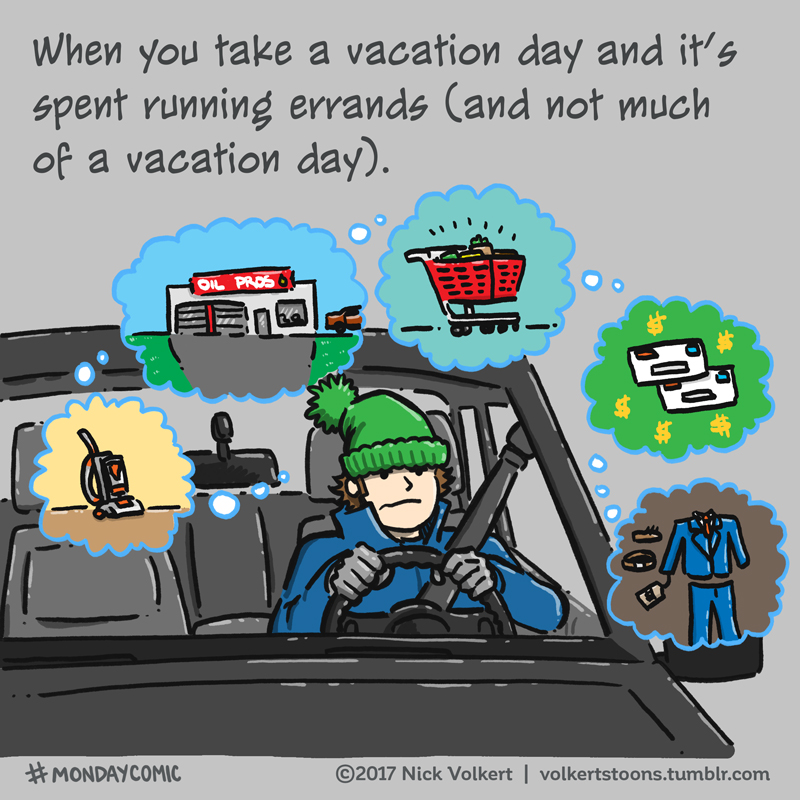 When you take a vacation day and it's
spent running errands (and not much
of a vacation day).
OIL PROS
$
$
$
$
$
#MONDAYCOMIC
©2017 Nick Volkert | volkertstoons.tumblr.com